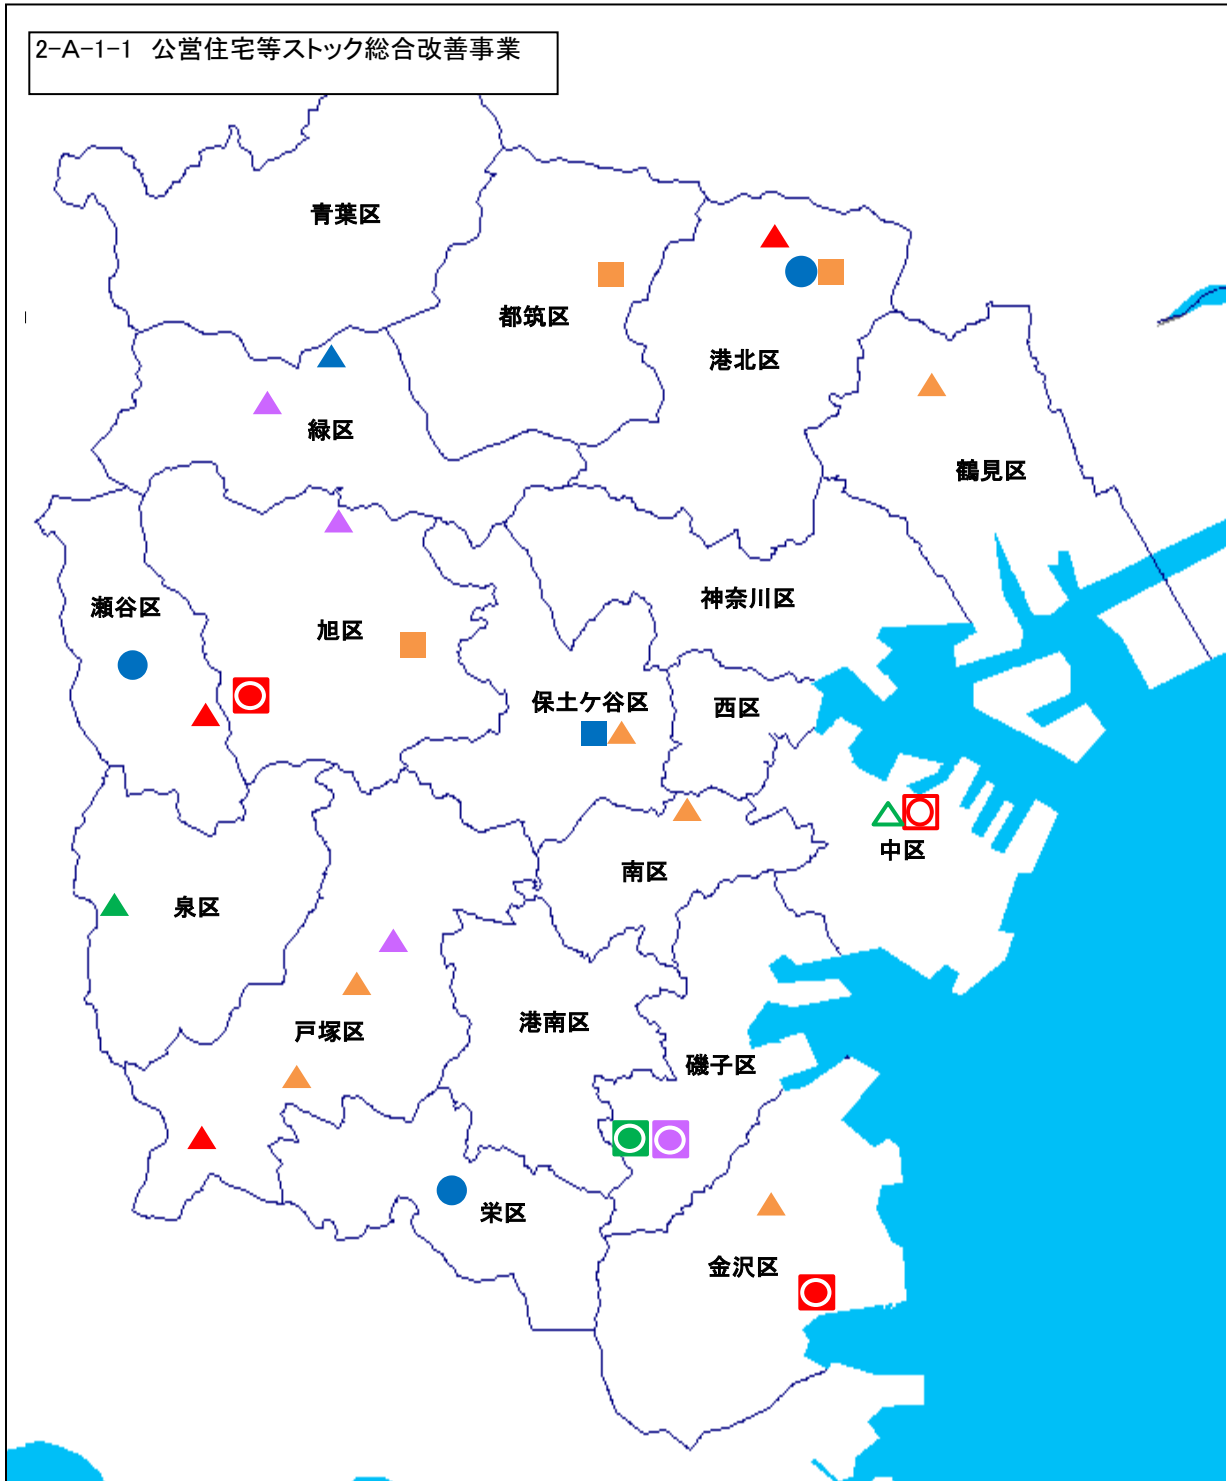 2-A-1-1 公営住宅等ストック総合改善事業
青葉区
都筑区
港北区
緑区
鶴見区
神奈川区
瀬谷区
旭区
保土ケ谷区
西区
中区
南区
泉区
港南区
戸塚区
磯子区
栄区
金沢区